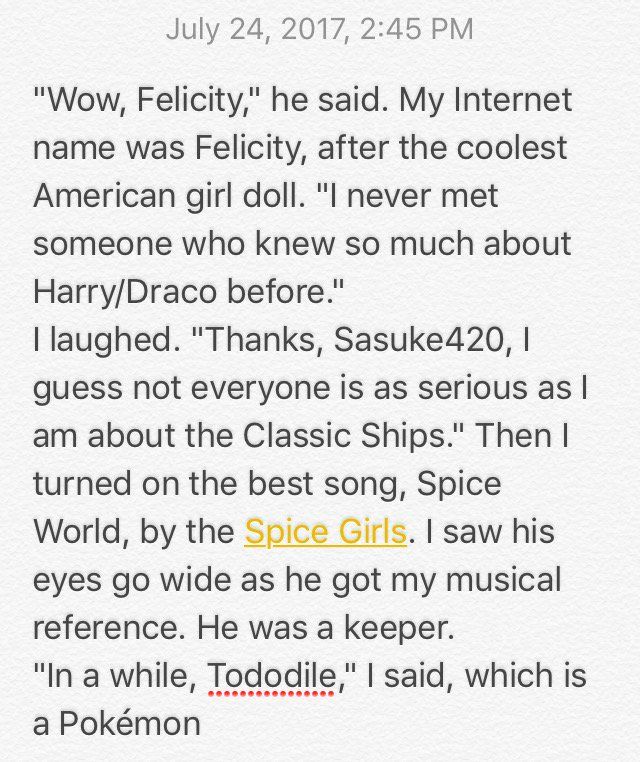 July 24, 2017, 2:45 PM
"Wow, Felicity," he said. My Internet
name was Felicity, after the coolest
American girl doll. "I never met
someone who knew so much about
Harry/Draco before."
I laughed. "Thanks, Sasuke420, I
guess not everyone is as serious as I
am about the Classic Ships." Then I
turned on the best song, Spice
World, by the Spice Girls. I saw his
eyes go wide as he got my musical
reference. He was a keeper.
"In a while, Tododile," I said, which is
a Pokémon